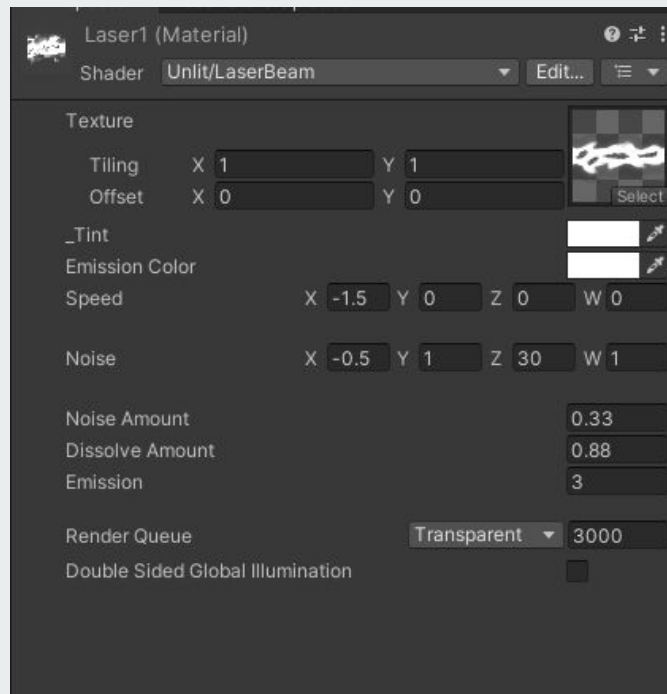 Laser1 (Material)
Shader Unlit/LaserBeam Edit...
Texture
Tiling X 1 Y 1
Offset X 0 Y 0
Select
_Tint
Emission Color
Speed X -1.5 Y 0 Z 0 W 0
Noise X -0.5 Y 1 Z 30 W 1
Noise Amount 0.33
Dissolve Amount 0.88
Emission 3
Render Queue Transparent 3000
Double Sided Global Illumination